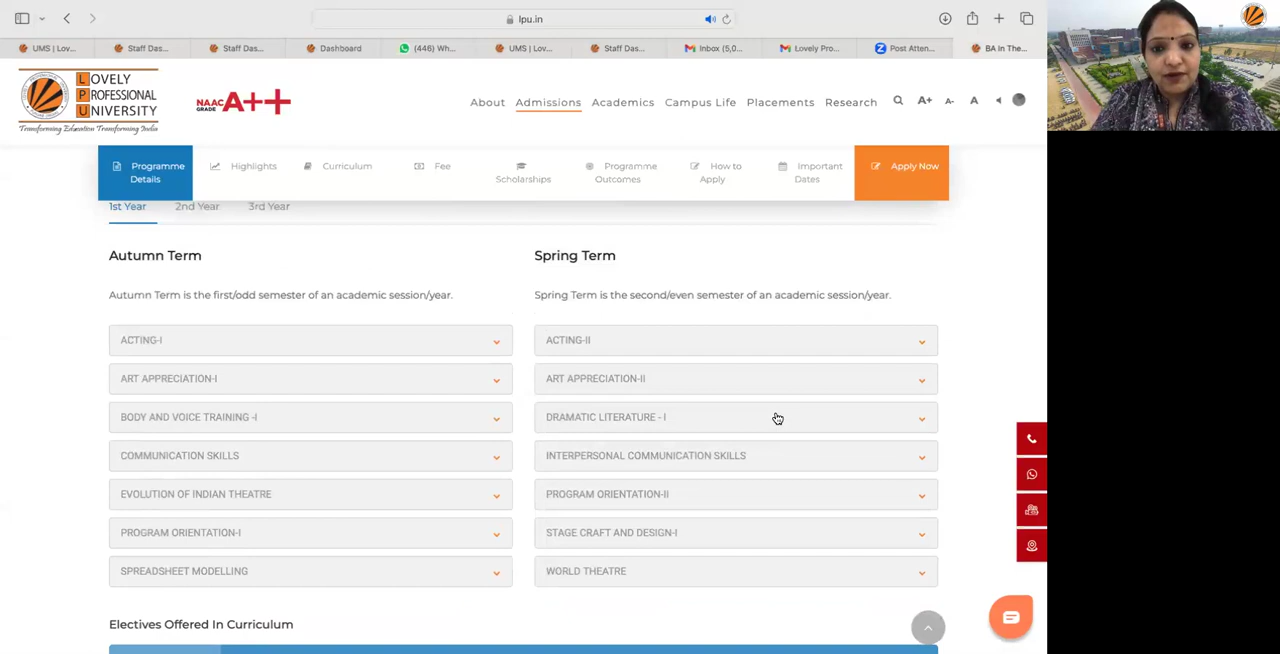 lpu.in
UMS | Lov...
Staff Das...
Staff Das...
Dashboard
(446) Wh...
UMS | Lov...
Staff Das...
Inbox (5,0...
Lovely Pro...
Post Atten...
BA in The...
LOVELY
PROFESSIONAL
UNIVERSITY
Transforming Education Transforming India
NAAC
GRADE
A++
About
Admissions
Academics
Campus Life
Placements
Research
A+
A-
A
Programme
Details
Highlights
Curriculum
Fee
Scholarships
Programme
Outcomes
How to
Apply
Important
Dates
Apply Now
1st Year
2nd Year
3rd Year
Autumn Term
Autumn Term is the first/odd semester of an academic session/year.
ACTING-I
ART APPRECIATION-I
BODY AND VOICE TRAINING -I
COMMUNICATION SKILLS
EVOLUTION OF INDIAN THEATRE
PROGRAM ORIENTATION-I
SPREADSHEET MODELLING
Spring Term
Spring Term is the second/even semester of an academic session/year.
ACTING-II
ART APPRECIATION-II
DRAMATIC LITERATURE - I
INTERPERSONAL COMMUNICATION SKILLS
PROGRAM ORIENTATION-II
STAGE CRAFT AND DESIGN-I
WORLD THEATRE
Electives Offered In Curriculum